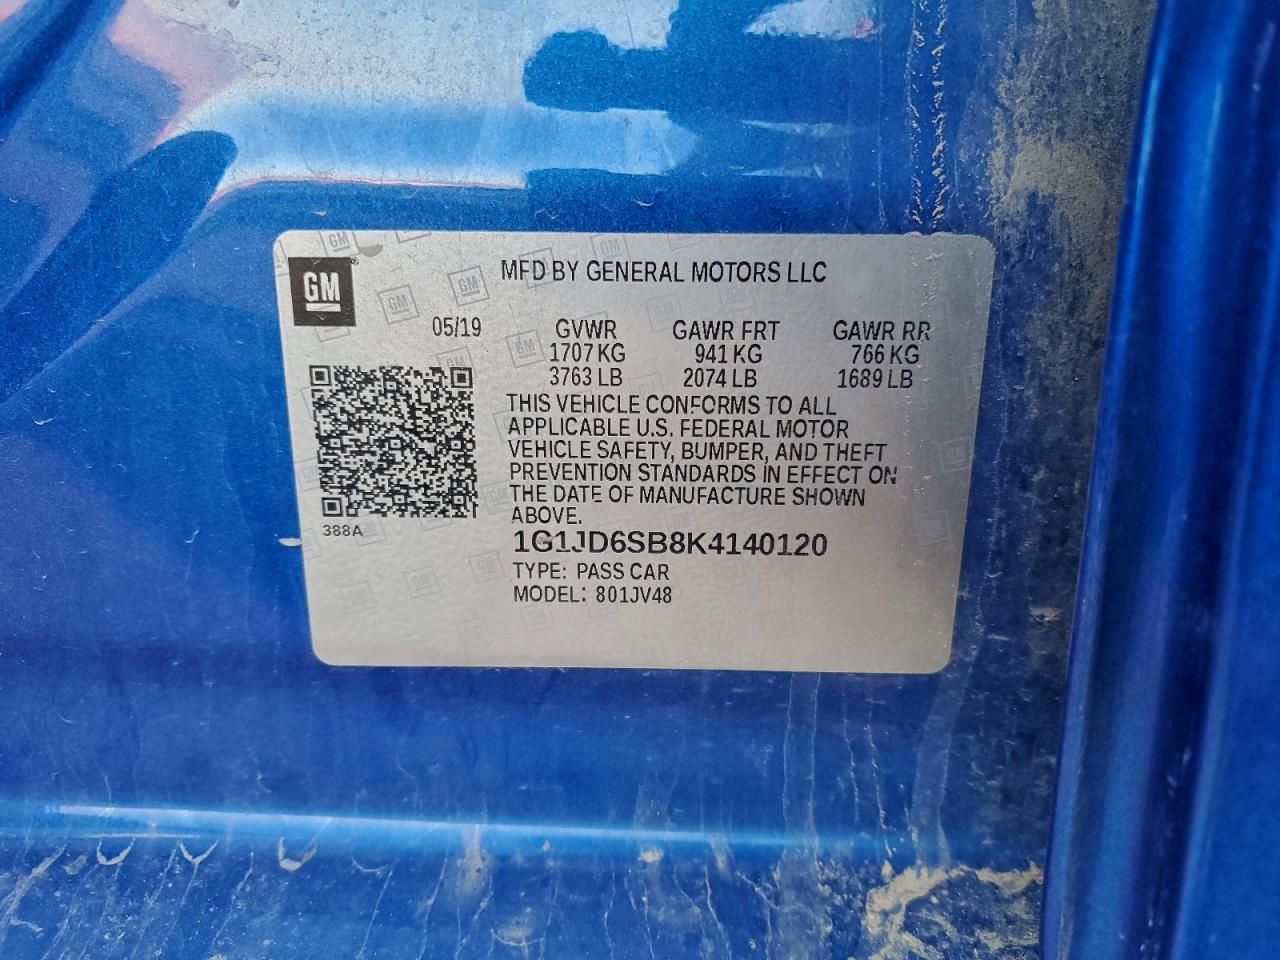 GM
MFD BY GENERAL MOTORS LLC
05/19 GVWR GAWR FRT GAWR RR
1707 KG 941 KG 766 KG
3763 LB 2074 LB 1689 LB
THIS VEHICLE CONFORMS TO ALL
APPLICABLE U.S. FEDERAL MOTOR
VEHICLE SAFETY, BUMPER, AND THEFT
PREVENTION STANDARDS IN EFFECT ON
THE DATE OF MANUFACTURE SHOWN
ABOVE.
388A
1G1JD6SB8K4140120
TYPE: PASS CAR
MODEL: 801JV48